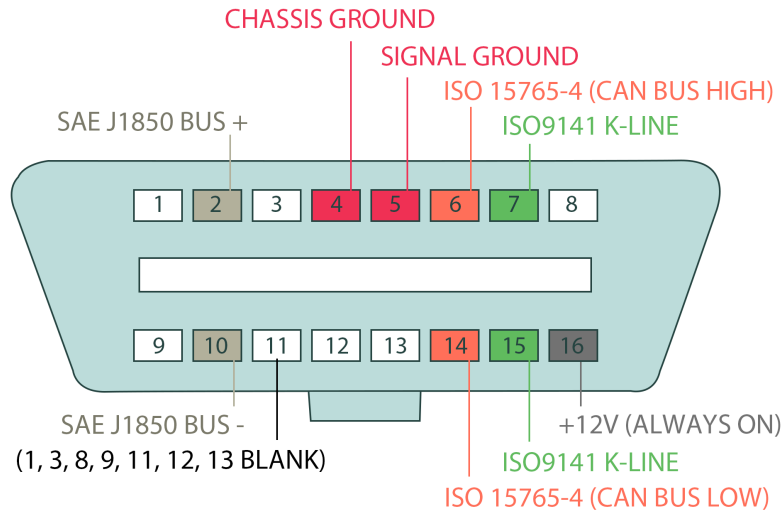 CHASSIS GROUND
SIGNAL GROUND
ISO 15765-4 (CAN BUS HIGH)
SAE J1850 BUS +
ISO9141 K-LINE
1 2 3 4 5 6 7 8
9 10 11 12 13 14 15 16
SAE J1850 BUS -
+12V (ALWAYS ON)
(1, 3, 8, 9, 11, 12, 13 BLANK)
ISO9141 K-LINE
ISO 15765-4 (CAN BUS LOW)